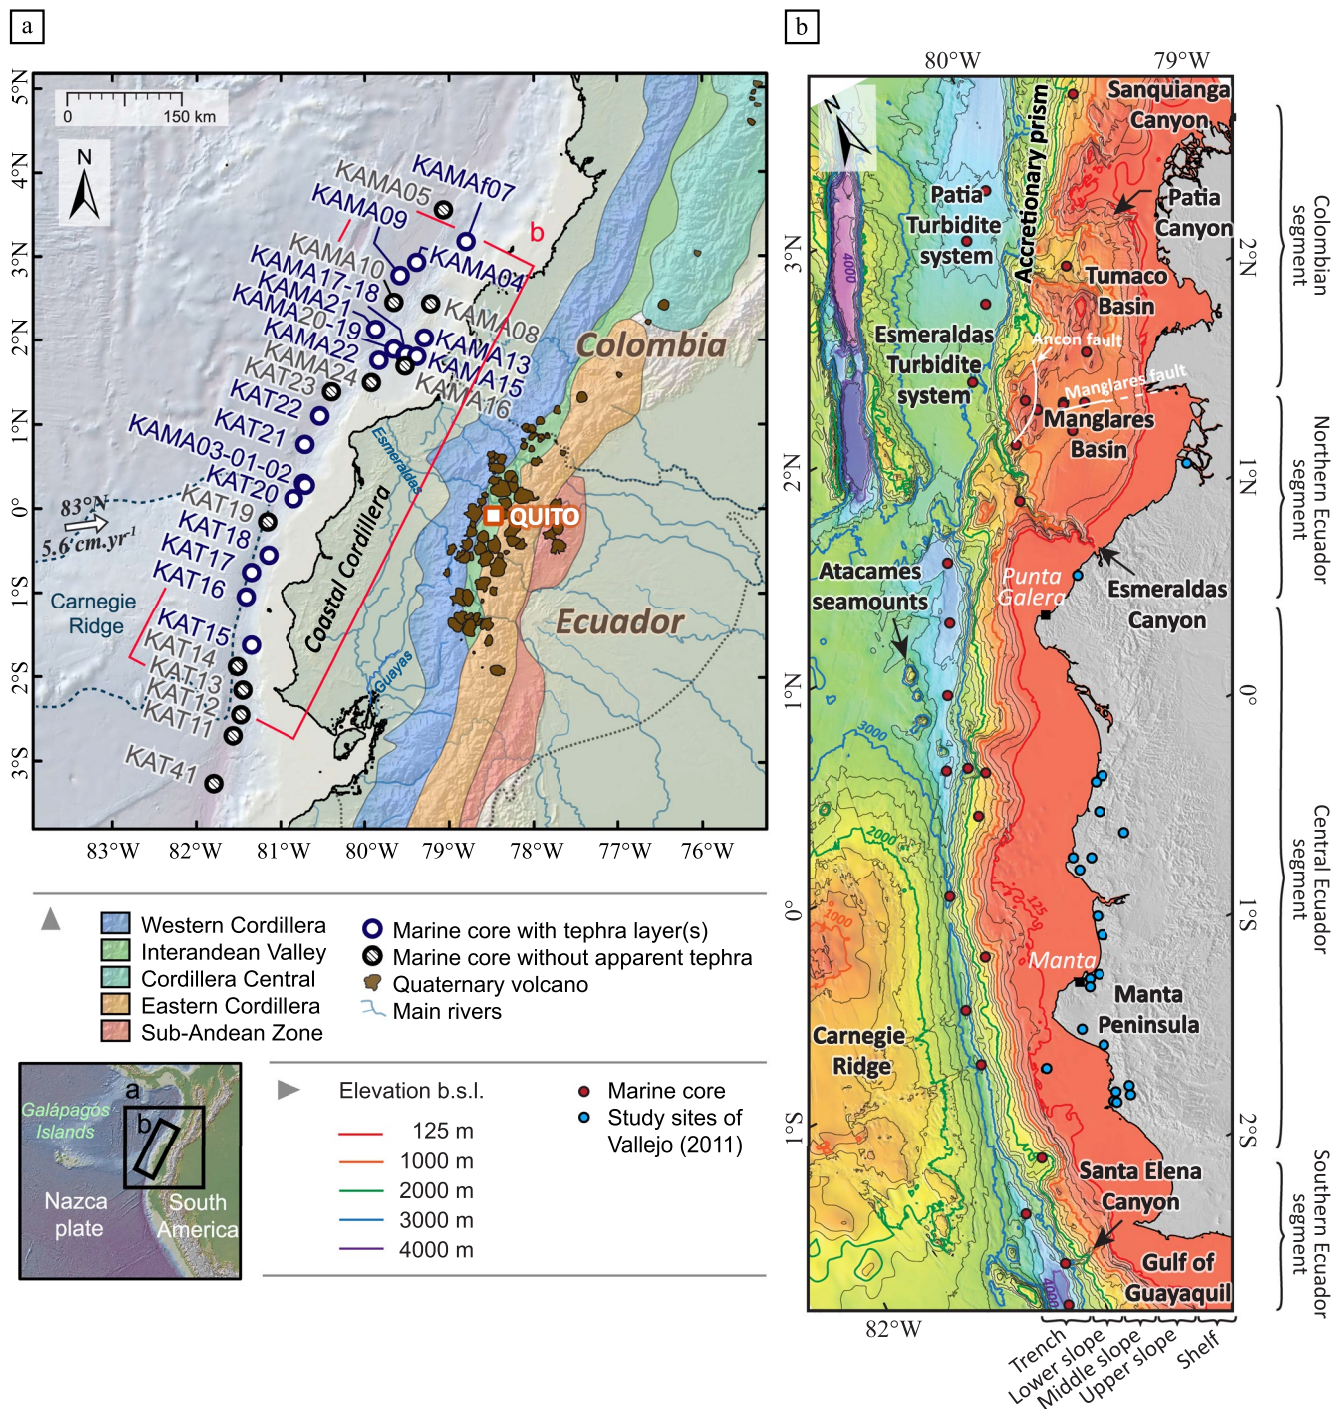 a
5°N
4°N
3°N
2°N
1°N
0°
1°S
2°S
3°S
0 150 km
N
KAMA05
KAMAf07
KAMA09
b
KAMA10
KAMA04
KAMA17-18
KAMA21
KAMA08
KAMA20-19
KAMA13
KAMA22
KAMA15
KAMA24
KAMA16
KAT23
KAT22
KAT21
KAMA03-01-02
KAT20
KAT19
KAT18
KAT17
KAT16
KAT15
KAT14
KAT13
KAT12
KAT11
KAT41
83°N
5.6 cm.yr-1
Carnegie
Ridge
Esmeraldas
Coastal Cordillera
Guayas
QUITO
Colombia
Ecuador
83°W 82°W 81°W 80°W 79°W 78°W 77°W 76°W
Western Cordillera
Interandean Valley
Cordillera Central
Eastern Cordillera
Sub-Andean Zone
Marine core with tephra layer(s)
Marine core without apparent tephra
Quaternary volcano
Main rivers
a
b
Galápagos
Islands
Nazca
plate
South
America
Elevation b.s.l.
125 m
1000 m
2000 m
3000 m
4000 m
Marine core
Study sites of
Vallejo (2011)
b
80°W 79°W
N
Sanquianga
Canyon
Accretionary prism
Patia
Canyon
Patia
Turbidite
system
4000
Tumaco
Basin
Esmeraldas
Turbidite
system
Ancon fault
Manglares fault
Manglares
Basin
Esmeraldas
Canyon
Punta
Galera
Atacames
seamounts
3000
2000
1000
125
Manta
Manta
Peninsula
Carnegie
Ridge
Santa Elena
Canyon
4000
Gulf of
Guayaquil
3°N
2°N
1°N
0°
1°S
2°N
1°N
0°
1°S
2°S
82°W
Colombian
segment
Northern Ecuador
segment
Central Ecuador
segment
Southern Ecuador
segment
Trench
Lower slope
Middle slope
Upper slope
Shelf